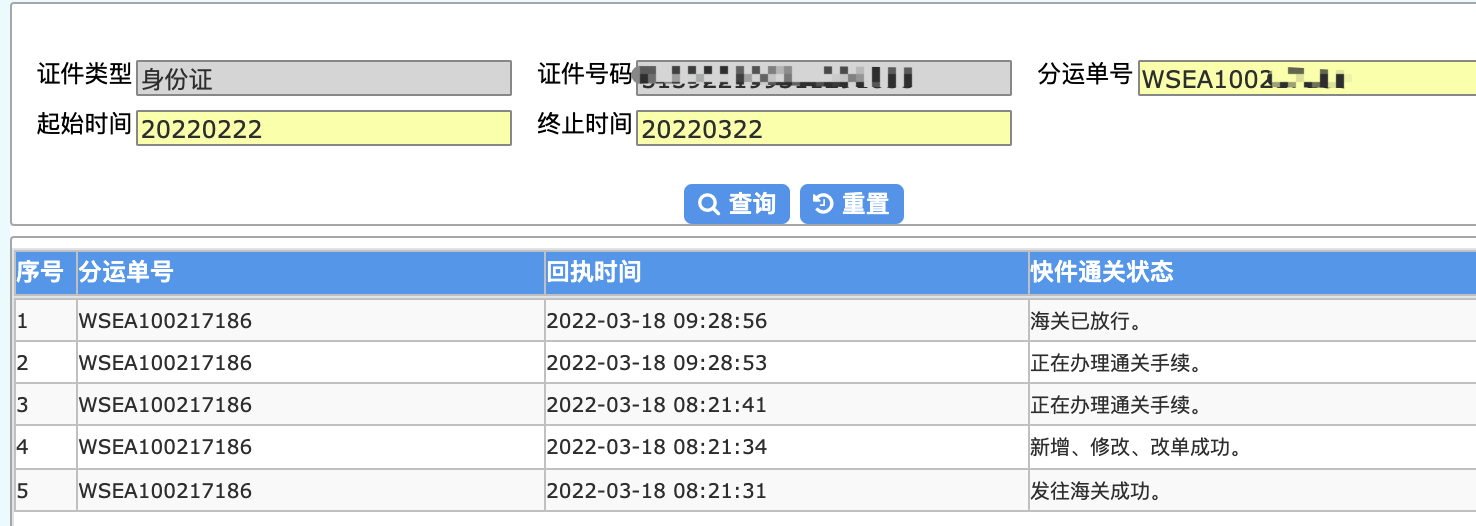 证件类型 身份证 证件号码 分运单号 WSEA1002
起始时间 20220222 终止时间 20220322
查询 重置
序号 分运单号 回执时间 快件通关状态
1 WSEA100217186 2022-03-18 09:28:56 海关已放行。
2 WSEA100217186 2022-03-18 09:28:53 正在办理通关手续。
3 WSEA100217186 2022-03-18 08:21:41 正在办理通关手续。
4 WSEA100217186 2022-03-18 08:21:34 新增、修改、改单成功。
5 WSEA100217186 2022-03-18 08:21:31 发往海关成功。